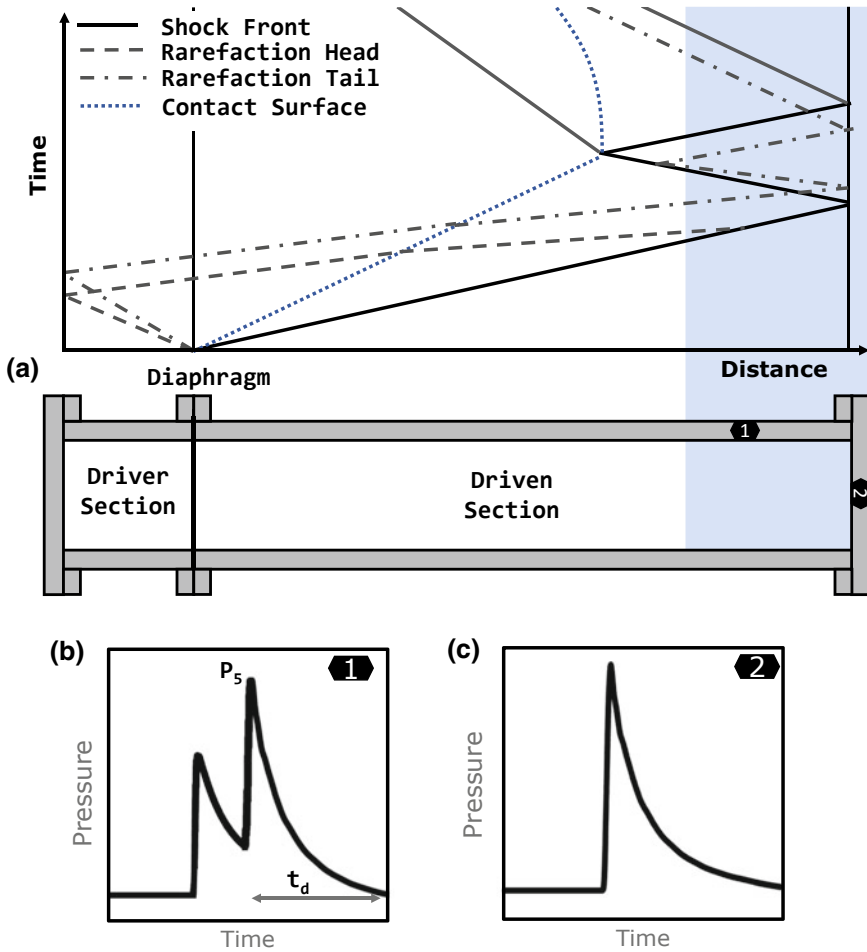 Shock Front
Rarefaction Head
Rarefaction Tail
Contact Surface
Time
Distance
(a)
Diaphragm
1
Driver
Section
Driven
Section
2
(b)
P5
1
Pressure
td
Time
(c)
2
Pressure
Time